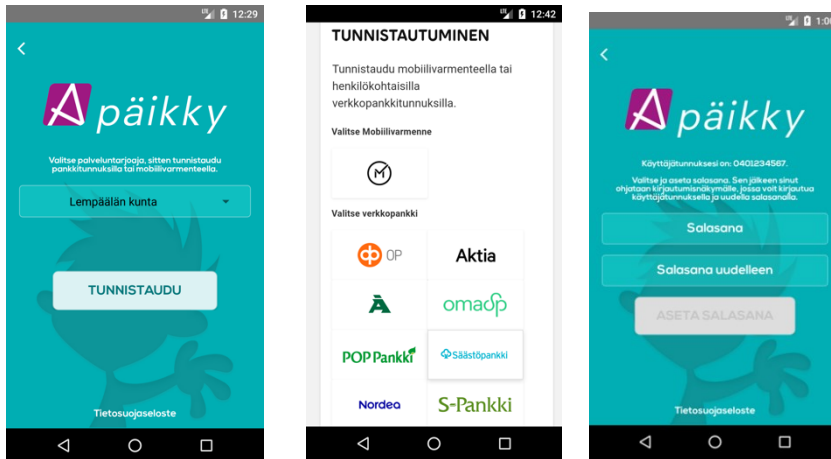 12:29
A päikky
Valitse palveluntarjoaja, sitten tunnistaudu
pankkitunnuksilla tai mobiilivarmenteella.
Lempäälän kunta
TUNNISTAUDU
Tietosuojaseloste
12:42
TUNNISTAUTUMINEN
Tunnistaudu mobiilivarmenteella tai
henkilökohtaisilla
verkkopankkitunnuksilla.
Valitse Mobiilivarmenne
Valitse verkkopankki
OP
Aktia
omasp
POP Pankki
Säästöpankki
Nordea
S-Pankki
A päikky
Käyttäjätunnuksesi on: 0401234567.
Valitse ja aseta salasana. Sen jälkeen sinut
ohjataan kirjautumisnäkymälle, jossa voit kirjautua
käyttäjätunnuksella ja uudella salasanalla.
Salasana
Salasana uudelleen
ASETA SALASANA
Tietosuojaseloste